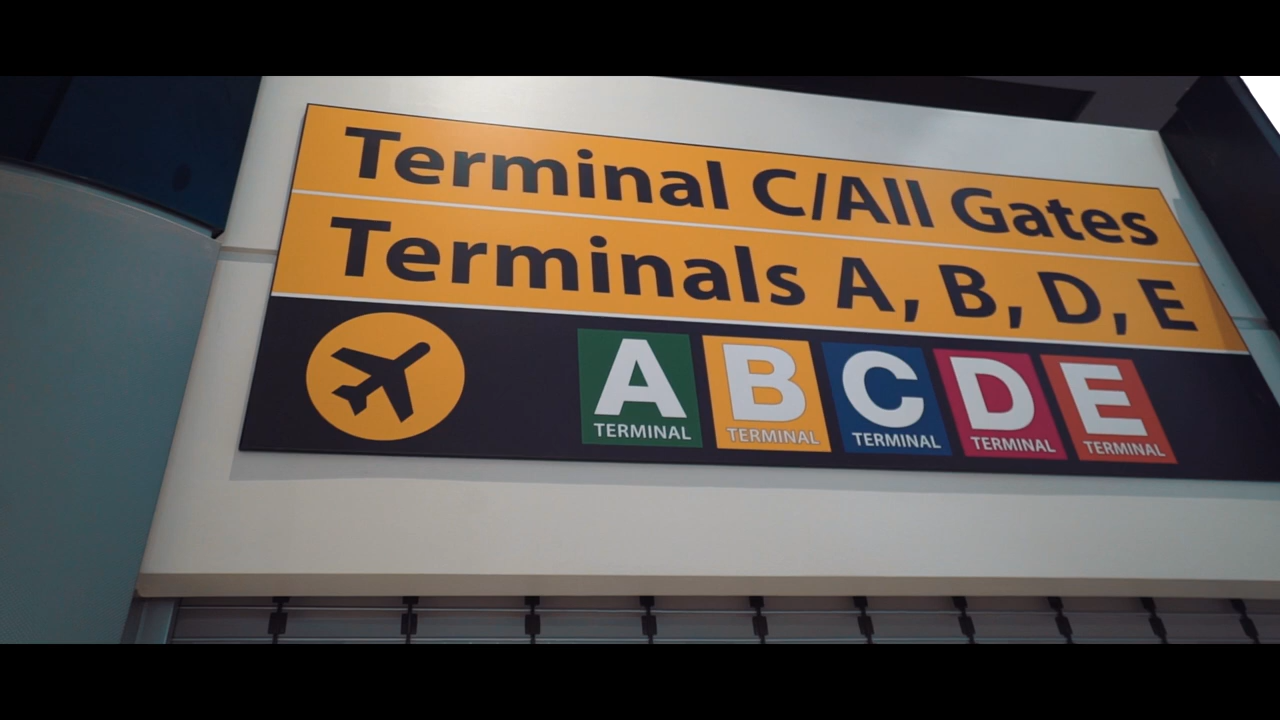 Terminal C/All Gates
Terminals A, B, D, E
A B C D E
TERMINAL TERMINAL TERMINAL TERMINAL TERMINAL